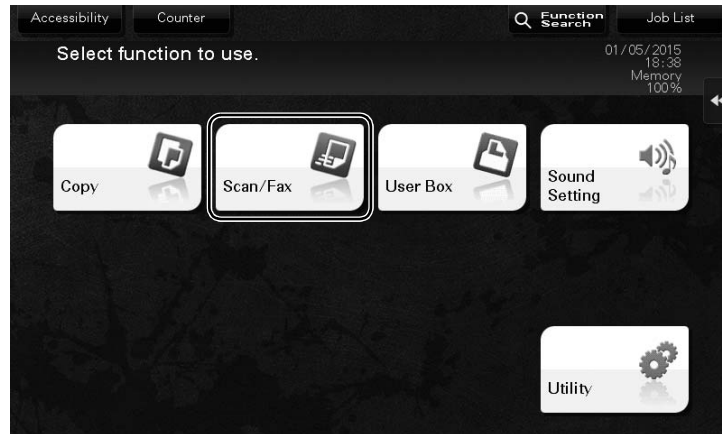 Accessibility
Counter
Function
Search
Job List
Select function to use.
01/05/2015
18:38
Memory
100%
Copy
Scan/Fax
User Box
Sound
Setting
Utility